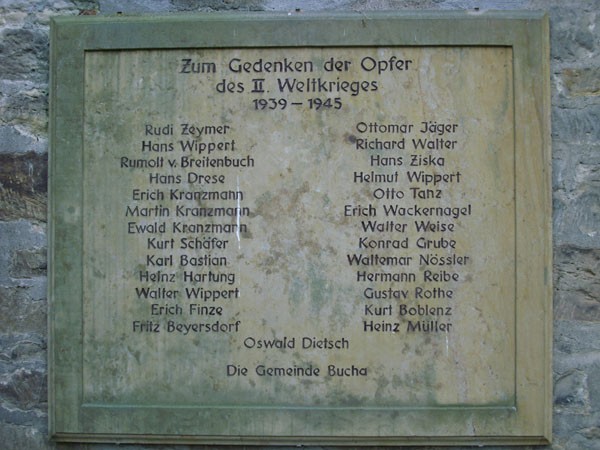 Zum Gedenken der Opfer
des II. Weltkrieges
1939 – 1945
Rudi Zeymer
Hans Wippert
Rumolt v. Breitenbuch
Hans Drese
Erich Kranzmann
Martin Kranzmann
Ewald Kranzmann
Kurt Schäfer
Karl Bastian
Heinz Hartung
Walter Wippert
Erich Finze
Fritz Beyersdorf
Ottomar Jäger
Richard Walter
Hans Ziska
Helmut Wippert
Otto Tanz
Erich Wackernagel
Walter Weise
Konrad Grube
Waltemar Nössler
Hermann Reibe
Gustav Rothe
Kurt Boblenz
Heinz Müller
Oswald Dietsch
Die Gemeinde Bucha